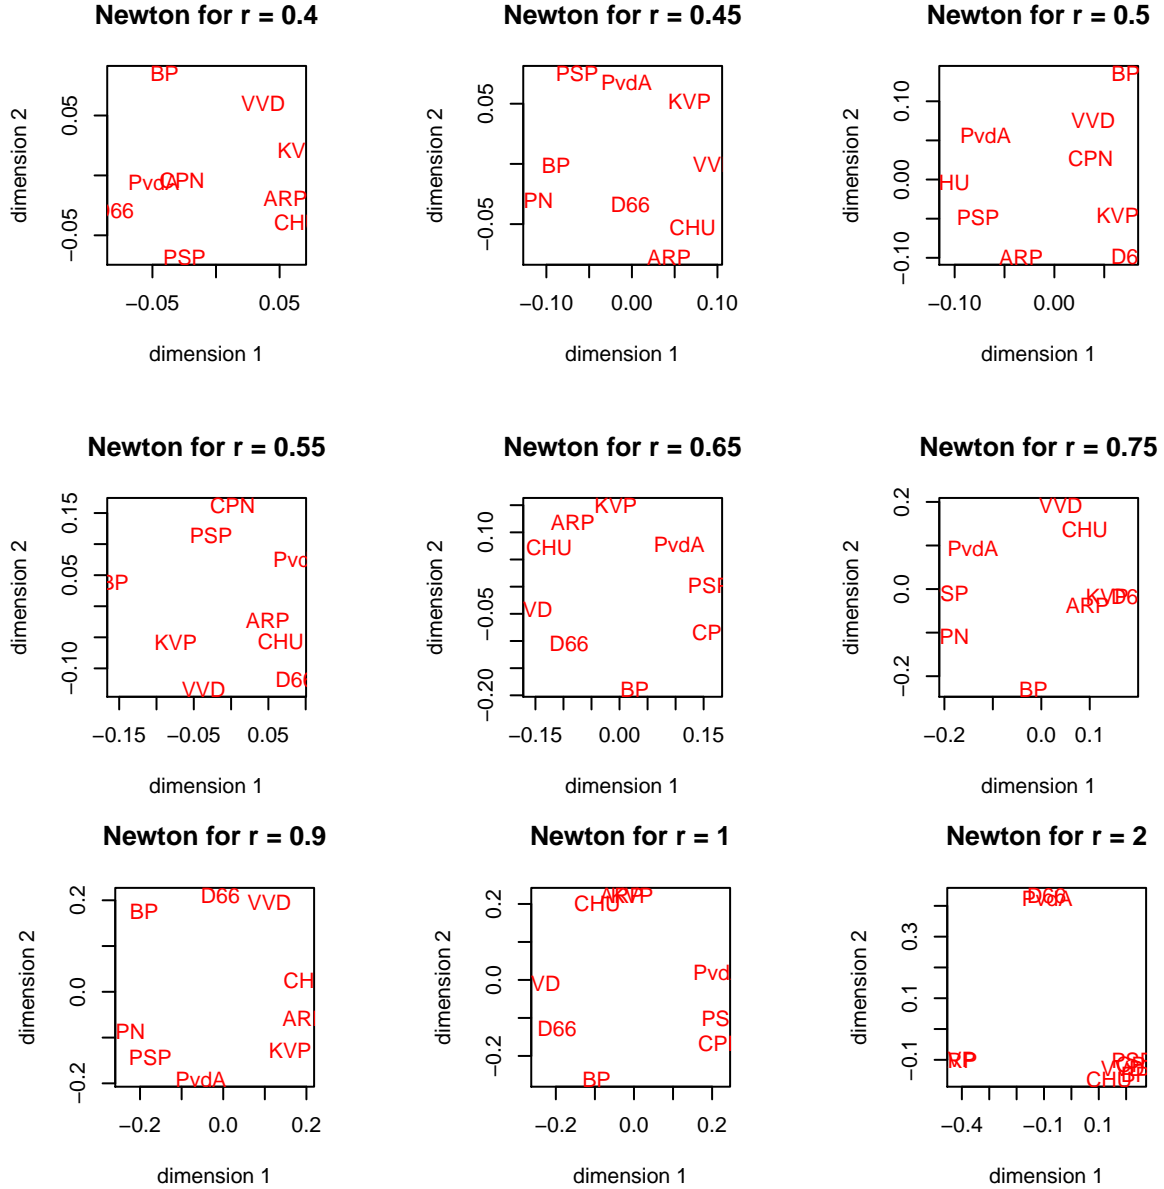 Newton for r = 0.4
BP
VVD
KV
PvdA
CPN
D66
ARP
CH
PSP
0.05
−0.05
−0.05
0.05
dimension 2
dimension 1
Newton for r = 0.45
PSP
PvdA
KVP
BP
VV
PN
D66
CHU
ARP
0.05
−0.05
−0.10
0.00
0.10
dimension 2
dimension 1
Newton for r = 0.5
BP
VVD
PvdA
CPN
HU
PSP
KVP
ARP
D6
0.10
0.00
−0.10
−0.10
0.00
dimension 2
dimension 1
Newton for r = 0.55
CPN
PSP
Pvd
BP
ARP
KVP
CHU
D66
VVD
0.15
0.05
−0.10
−0.15
−0.05
0.05
dimension 2
dimension 1
Newton for r = 0.65
KVP
ARP
CHU
PvdA
PSP
VD
CP
D66
BP
0.10
−0.05
−0.20
−0.15
0.00
0.15
dimension 2
dimension 1
Newton for r = 0.75
VVD
CHU
PvdA
SP
KVP
D6
ARP
PN
BP
0.2
0.0
−0.2
−0.2
0.0
0.1
dimension 2
dimension 1
Newton for r = 0.9
D66
VVD
BP
CH
ARP
PN
KVP
PSP
PvdA
0.2
0.0
−0.2
−0.2
0.0
0.2
dimension 2
dimension 1
Newton for r = 1
ARP
KVP
CHU
Pvd
VD
PS
D66
CP
BP
0.2
0.0
−0.2
−0.2
0.0
0.2
dimension 2
dimension 1
Newton for r = 2
D66
PvdA
PSP
CHU
0.3
0.1
−0.1
−0.4
−0.1
0.1
dimension 2
dimension 1